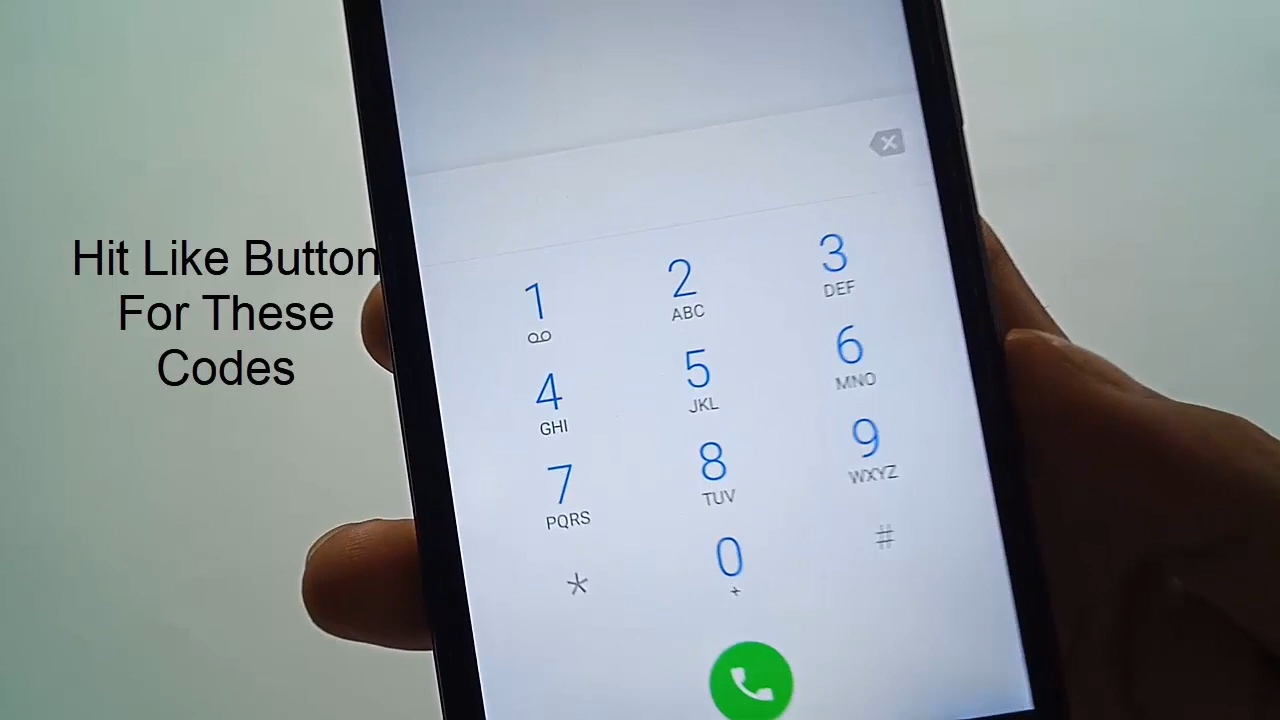 Hit Like Button
For These
Codes
1 2 3
ABC DEF
4 5 6
GHI JKL MNO
7 8 9
PQRS TUV WXYZ
* 0 #
+